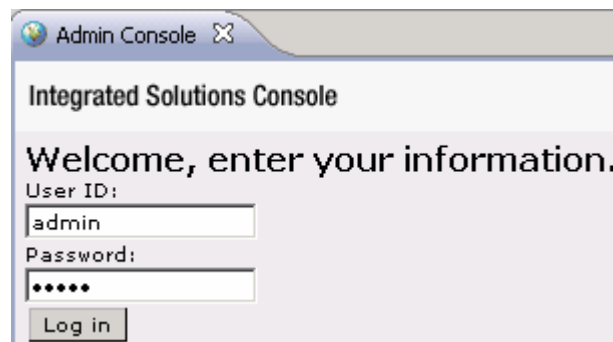 Admin Console
Integrated Solutions Console
Welcome, enter your information.
User ID:
admin
Password:
•••••
Log in